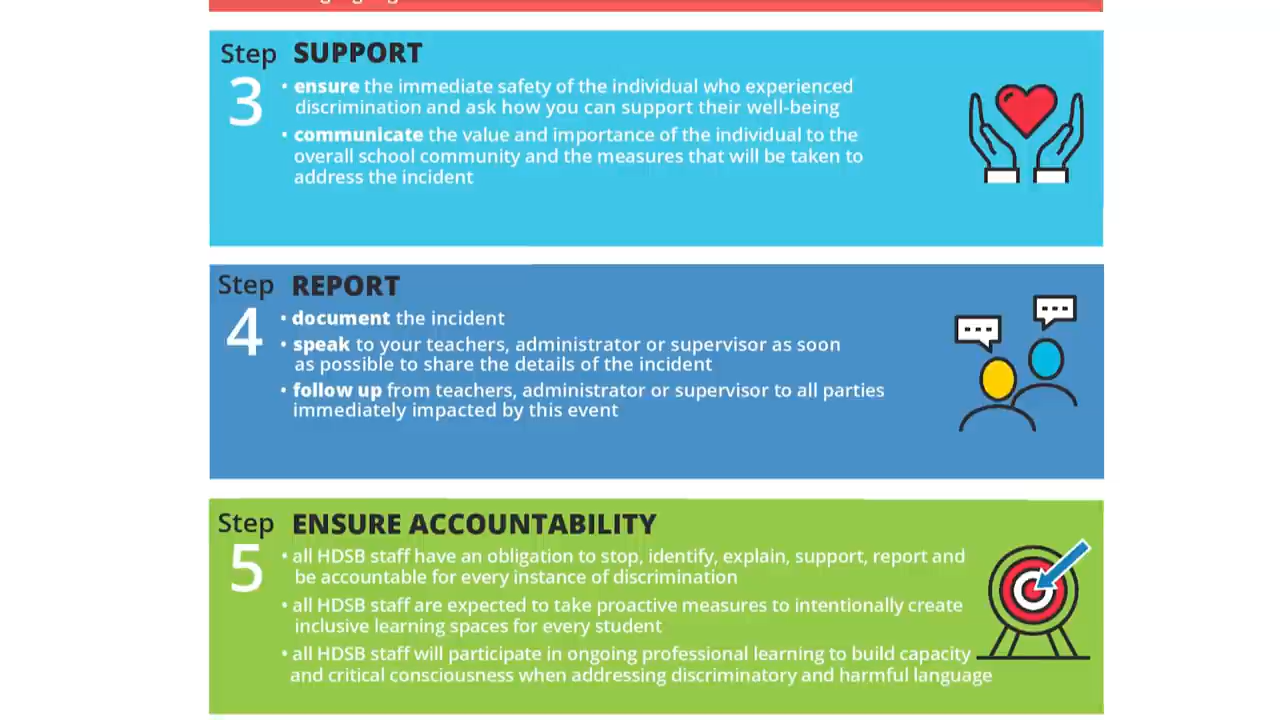 Step SUPPORT
3
• ensure the immediate safety of the individual who experienced
discrimination and ask how you can support their well-being
• communicate the value and importance of the individual to the
overall school community and the measures that will be taken to
address the incident
Step REPORT
4
• document the incident
• speak to your teachers, administrator or supervisor as soon
as possible to share the details of the incident
• follow up from teachers, administrator or supervisor to all parties
immediately impacted by this event
Step ENSURE ACCOUNTABILITY
5
• all HDSB staff have an obligation to stop, identify, explain, support, report and
be accountable for every instance of discrimination
• all HDSB staff are expected to take proactive measures to intentionally create
inclusive learning spaces for every student
• all HDSB staff will participate in ongoing professional learning to build capacity
and critical consciousness when addressing discriminatory and harmful language